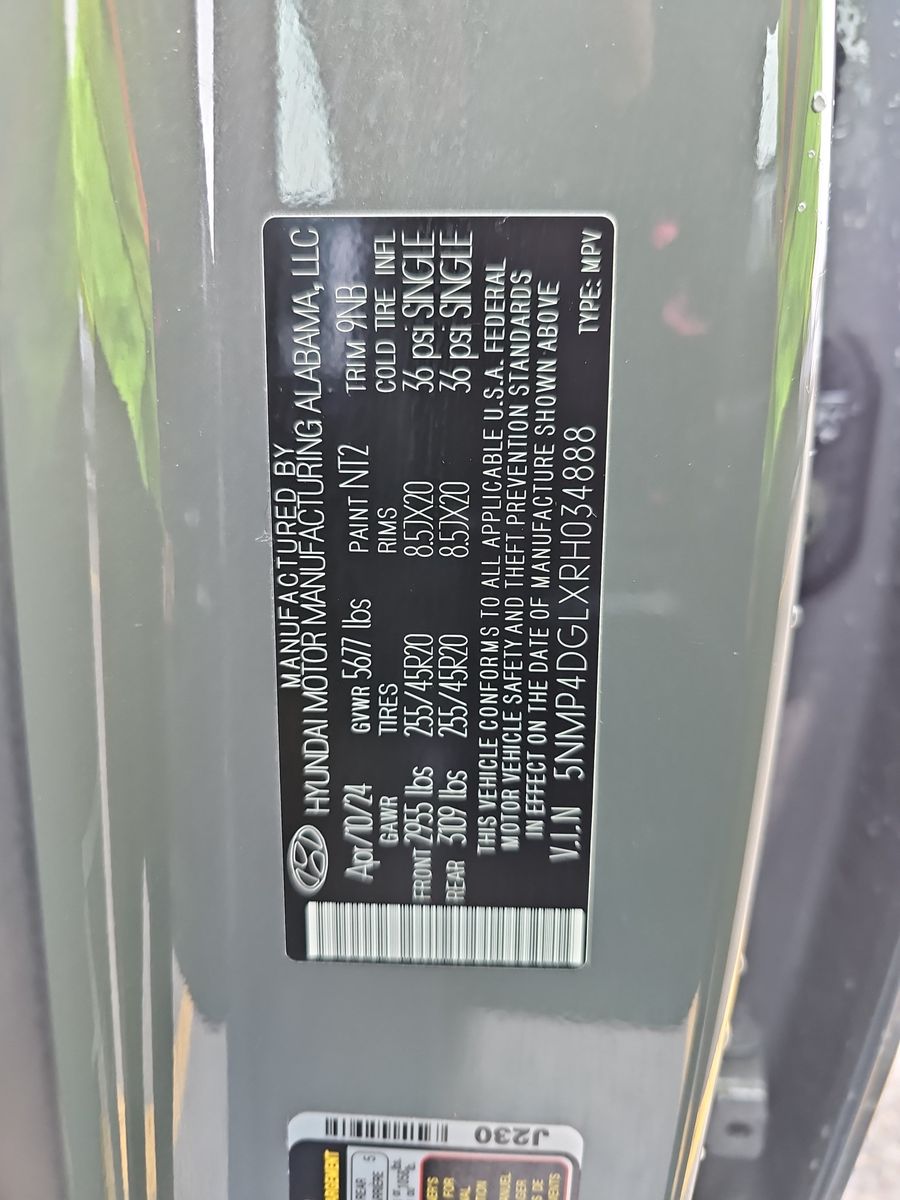 MANUFACTURED BY
HYUNDAI MOTOR MANUFACTURING ALABAMA, LLC
Apr/10/24 GVWR 5677 lbs PAINT NT2 TRIM 9NB
GAWR TIRES RIMS COLD TIRE INFL
FRONT 2955 lbs 255/45R20 8.5JX20 36 psi SINGLE
REAR 3109 lbs 255/45R20 8.5JX20 36 psi SINGLE
THIS VEHICLE CONFORMS TO ALL APPLICABLE U.S.A. FEDERAL
MOTOR VEHICLE SAFETY AND THEFT PREVENTION STANDARDS
IN EFFECT ON THE DATE OF MANUFACTURE SHOWN ABOVE
V.I.N 5NMP4DGLXRH034888 TYPE: MPV
J230
REAR 5